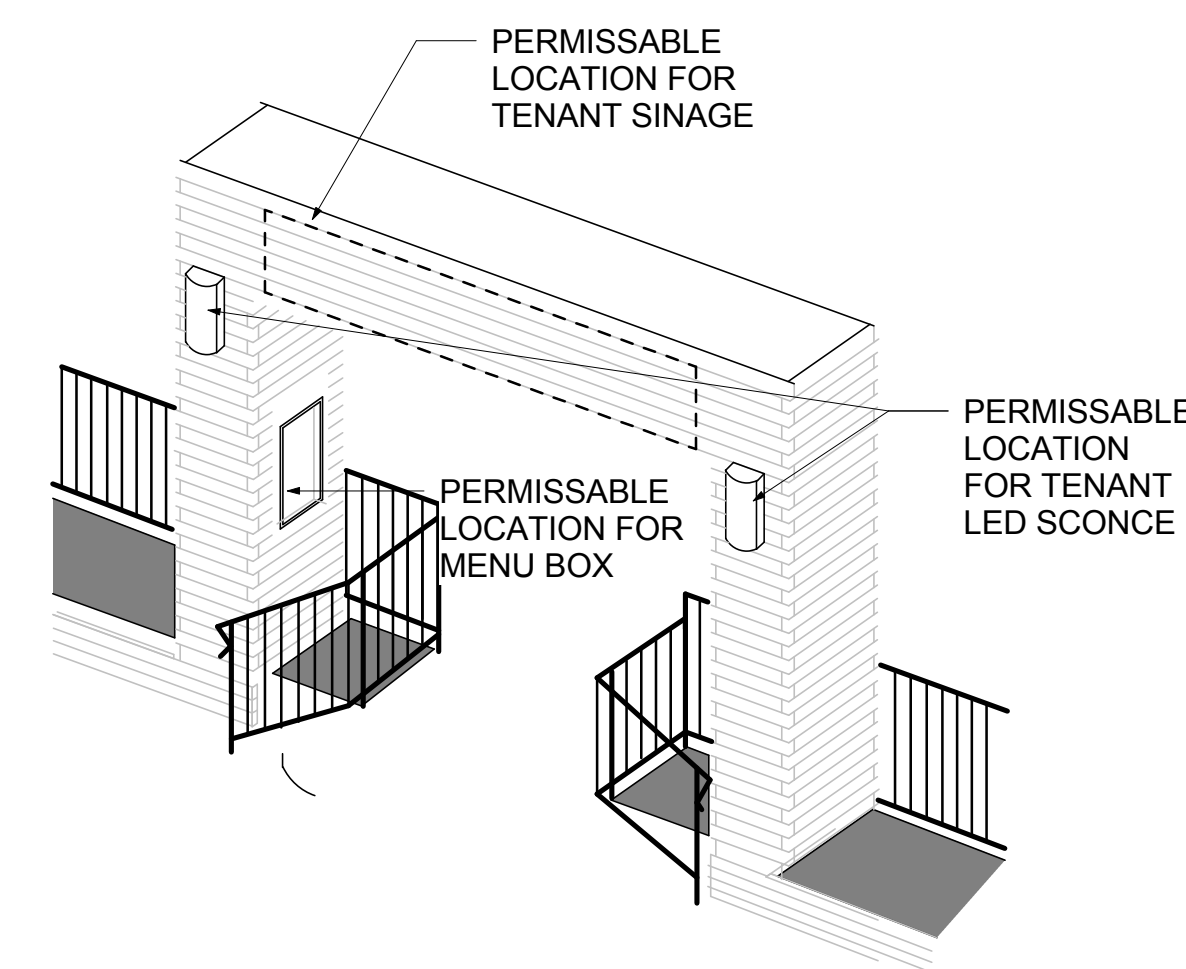 PERMISSABLE
LOCATION FOR
TENANT SINAGE
PERMISSABLE
LOCATION
FOR TENANT
LED SCONCE
PERMISSABLE
LOCATION FOR
MENU BOX